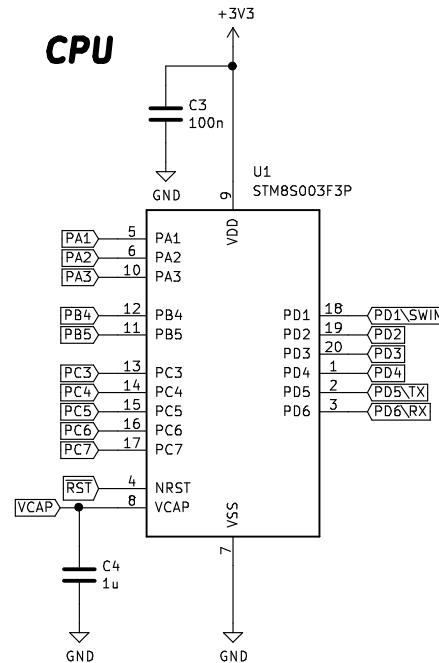 +3V3
CPU
C3
100n
GND
U1
STM8S003F3P
9
VDD
PA1 5 PA1
PA2 6 PA2
PA3 10 PA3
PB4 12 PB4
PB5 11 PB5
PD1 18 PD1\SWIM
PD2 19 PD2
PD3 20 PD3
PC3 13 PC3
PD4 1 PD4
PC4 14 PC4
PD5 2 PD5\TX
PC5 15 PC5
PD6 3 PD6\RX
PC6 16 PC6
PC7 17 PC7
RST 4 NRST
VCAP 8 VCAP
VSS
7
C4
1u
GND
GND